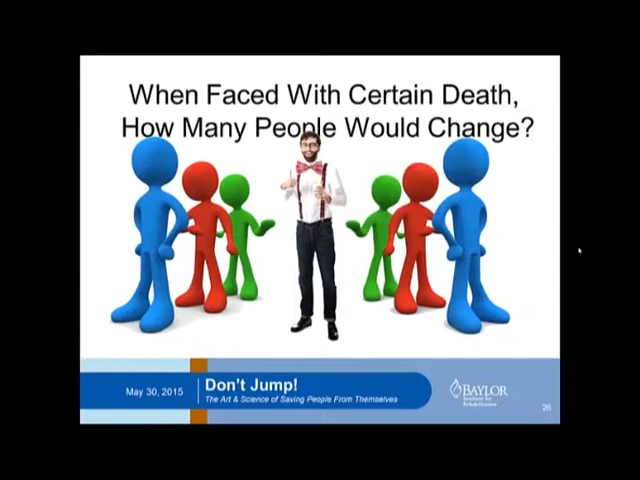 When Faced With Certain Death,
How Many People Would Change?
May 30, 2015
Don't Jump!
The Art & Science of Saving People From Themselves
BAYLOR
Institute for
Rehabilitation
26